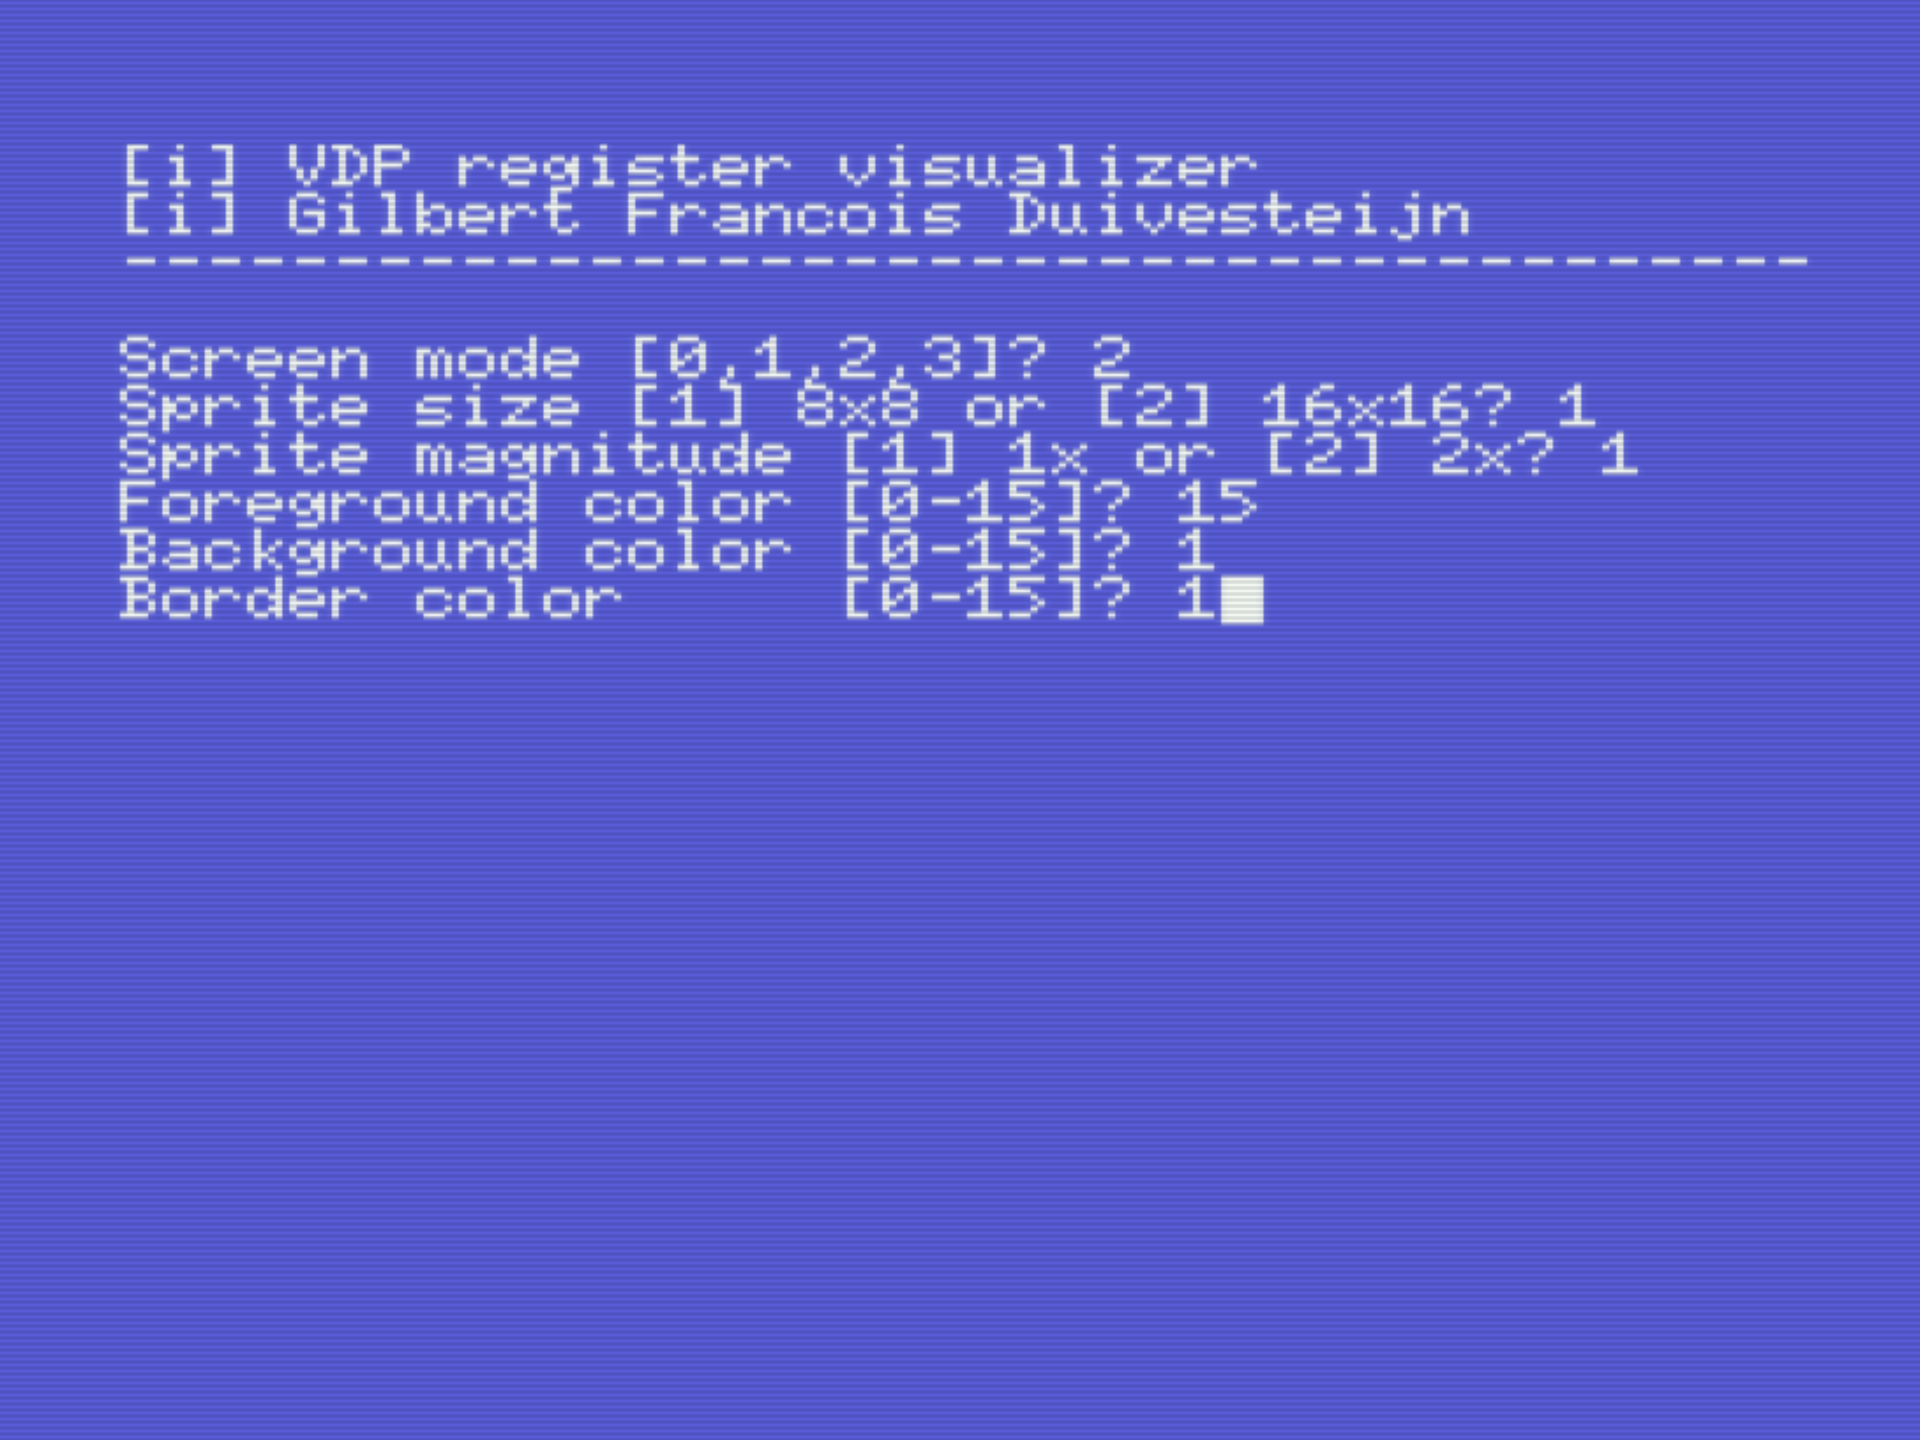 [i] VDP register visualizer
[i] Gilbert Francois Duivesteijn
----------------------------------------
Screen mode [0,1,2,3]? 2
Sprite size [1] 8x8 or [2] 16x16? 1
Sprite magnitude [1] 1x or [2] 2x? 1
Foreground color [0-15]? 15
Background color [0-15]? 1
Border color     [0-15]? 1